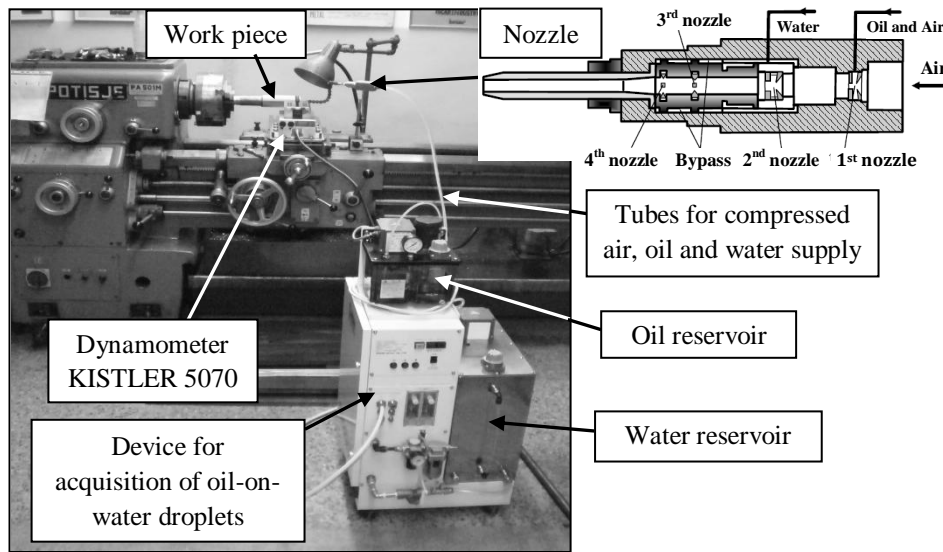 Work piece
Nozzle
3rd nozzle
Water
Oil and Air
Air
4th nozzle
Bypass
2nd nozzle
1st nozzle
POTISJE
PA501M
Tubes for compressed
air, oil and water supply
Oil reservoir
Dynamometer
KISTLER 5070
Device for
acquisition of oil-on-
water droplets
Water reservoir